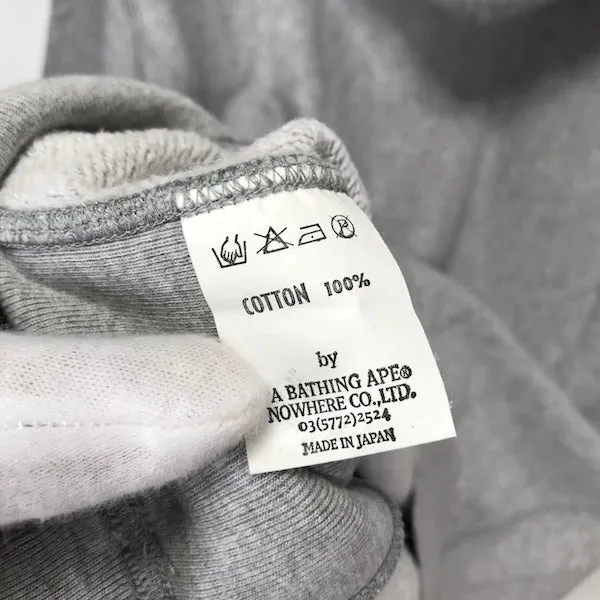 COTTON 100%
by
A BATHING APE®
NOWHERE CO.,LTD.
03(5772)2524
MADE IN JAPAN